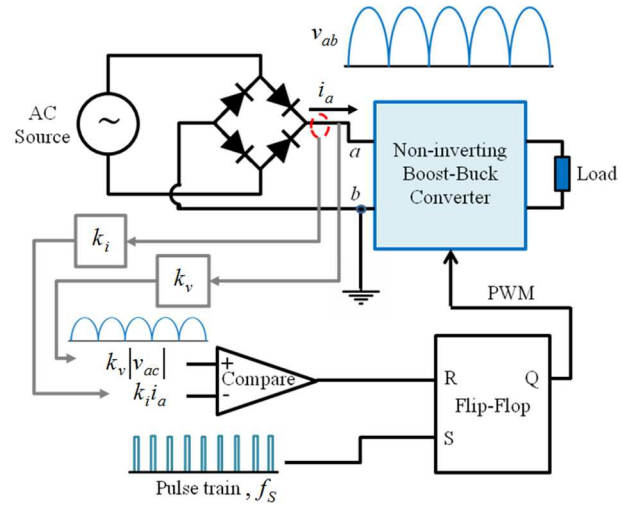 v_ab
i_a
AC
Source
~
a
Non-inverting
Boost-Buck
Converter
Load
b
k_i
k_v
PWM
k_v|v_ac|
k_i i_a
+
Compare
-
R
Q
Flip-Flop
S
Pulse train , f_S